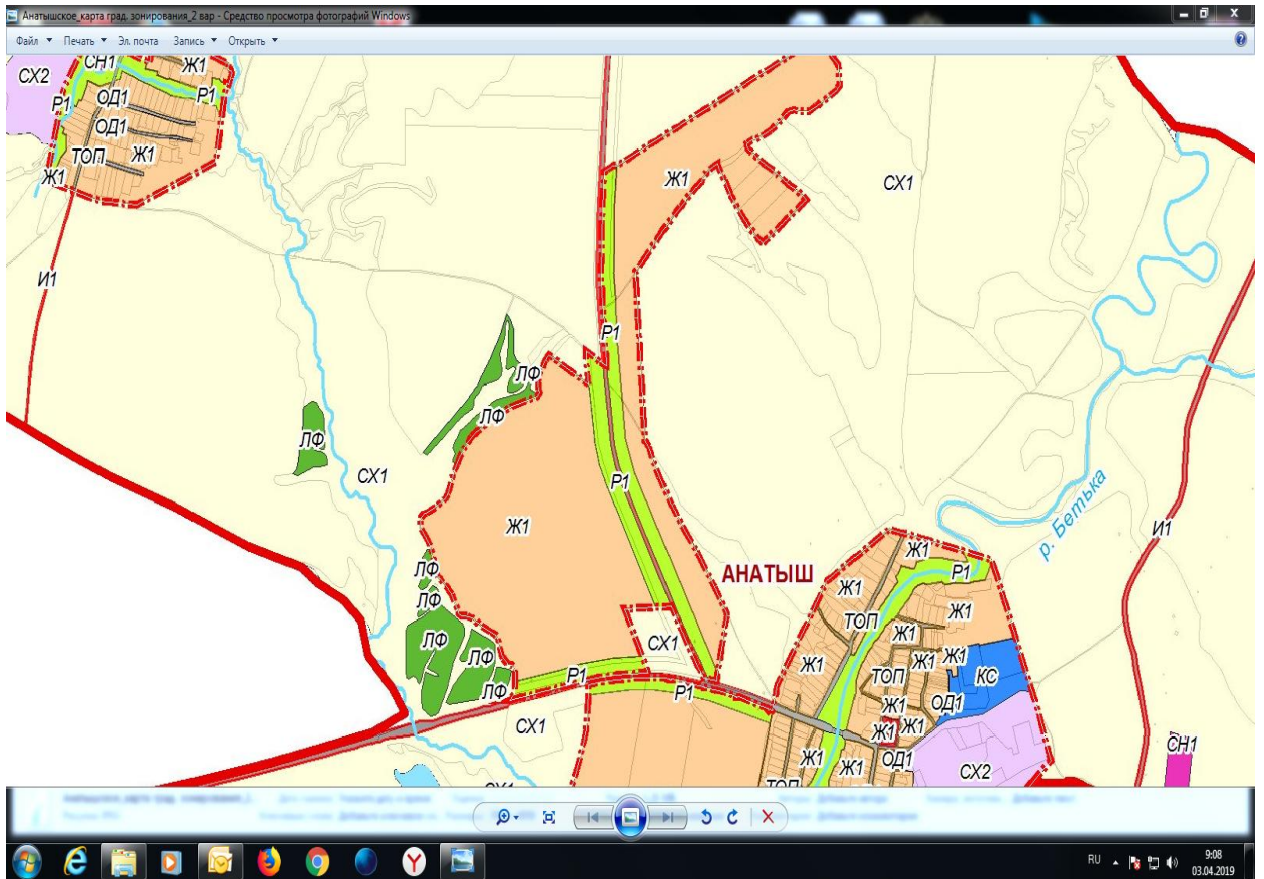 Анатышское_карта град. зонирования_2 вар - Средство просмотра фотографий Windows
Файл Печать Эл. почта Запись Открыть
СХ2
СН1
Ж1
Р1
ОД1
Р1
ОД1
ТОП
Ж1
Ж1
Ж1
СХ1
И1
Р1
ЛФ
ЛФ
ЛФ
СХ1
Р1
Ж1
р. Бетька
И1
АНАТЫШ
Ж1
Р1
ЛФ
Ж1
ЛФ
Ж1
ТОП
Ж1
ЛФ
СХ1
ЛФ
Ж1
Ж1
Ж1
ТОП
КС
Р1
ЛФ
Р1
Ж1
ОД1
СХ1
Ж1
Ж1
СН1
Ж1
Ж1
ОД1
СХ2
СХ1
ТОП
RU
9:08
03.04.2019